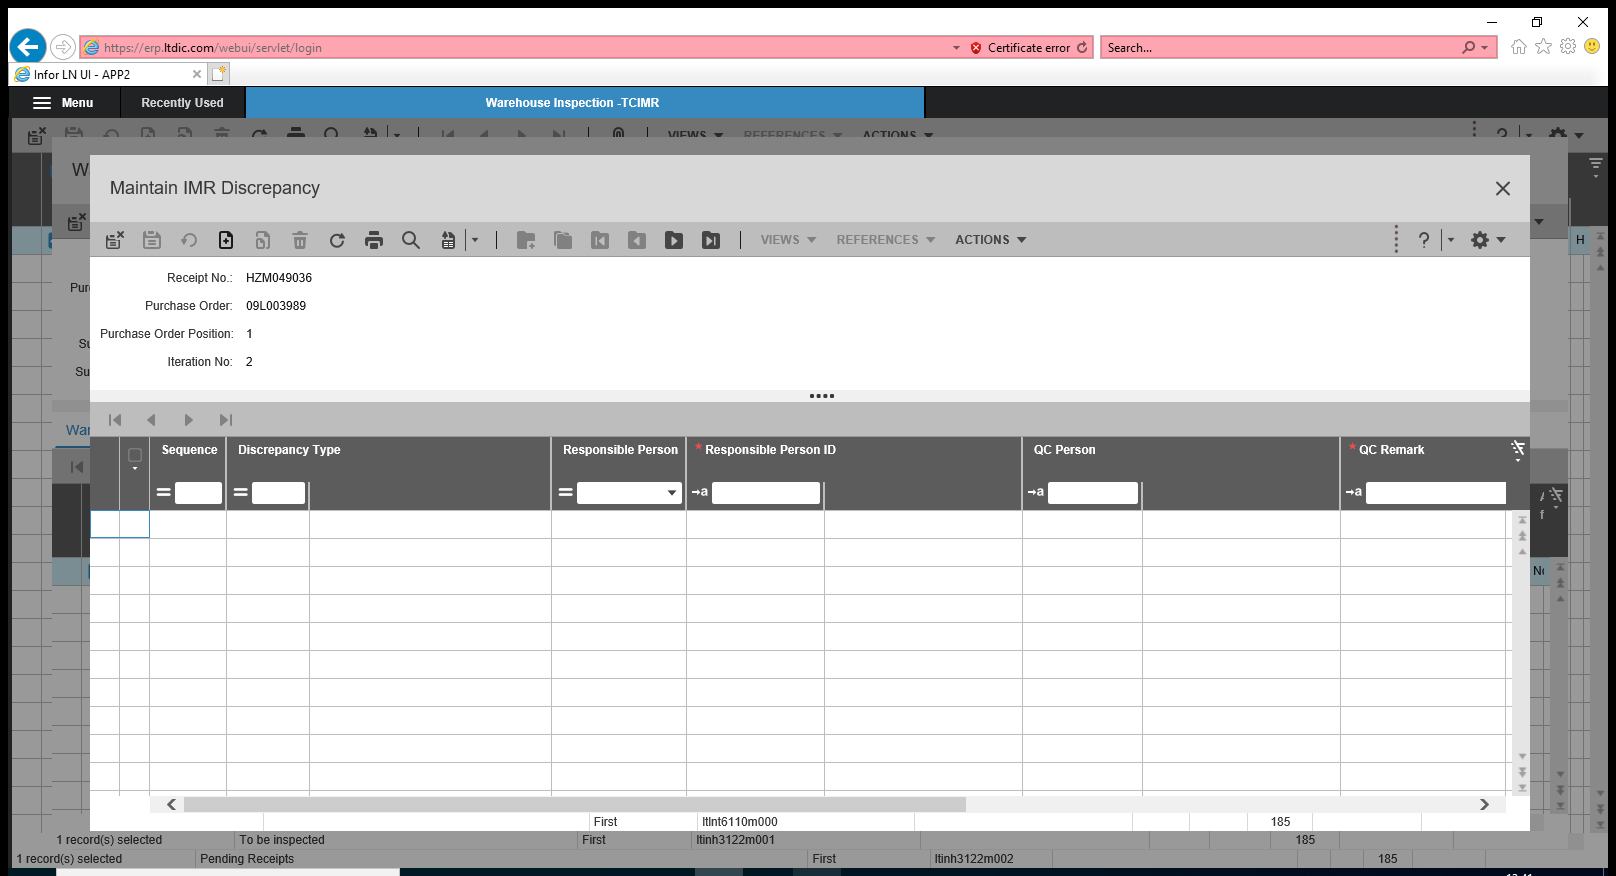 https://erp.ltdic.com/webui/servlet/login
Certificate error
Search...
Infor LN UI - APP2
Menu
Recently Used
Warehouse Inspection -TCIMR
VIEWS
REFERENCES
ACTIONS
Maintain IMR Discrepancy
VIEWS
REFERENCES
ACTIONS
H
Receipt No.: HZM049036
Purchase Order: 09L003989
Purchase Order Position: 1
Iteration No: 2
Sequence
Discrepancy Type
Responsible Person
* Responsible Person ID
QC Person
* QC Remark
First ltlnt6110m000 185
1 record(s) selected To be inspected First ltinh3122m001 185
1 record(s) selected Pending Receipts First ltinh3122m002 185